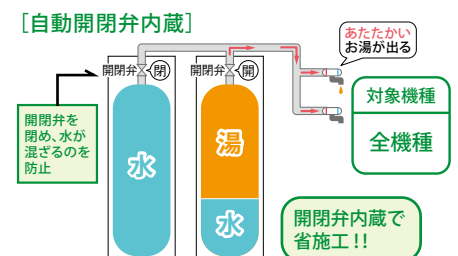 ［自動開閉弁内蔵］
あたたかい
お湯が出る
開閉弁
閉
開閉弁
開
開閉弁を
閉め、水が
混ざるのを
防止
水
湯
水
対象機種
全機種
開閉弁内蔵で
省施工!!